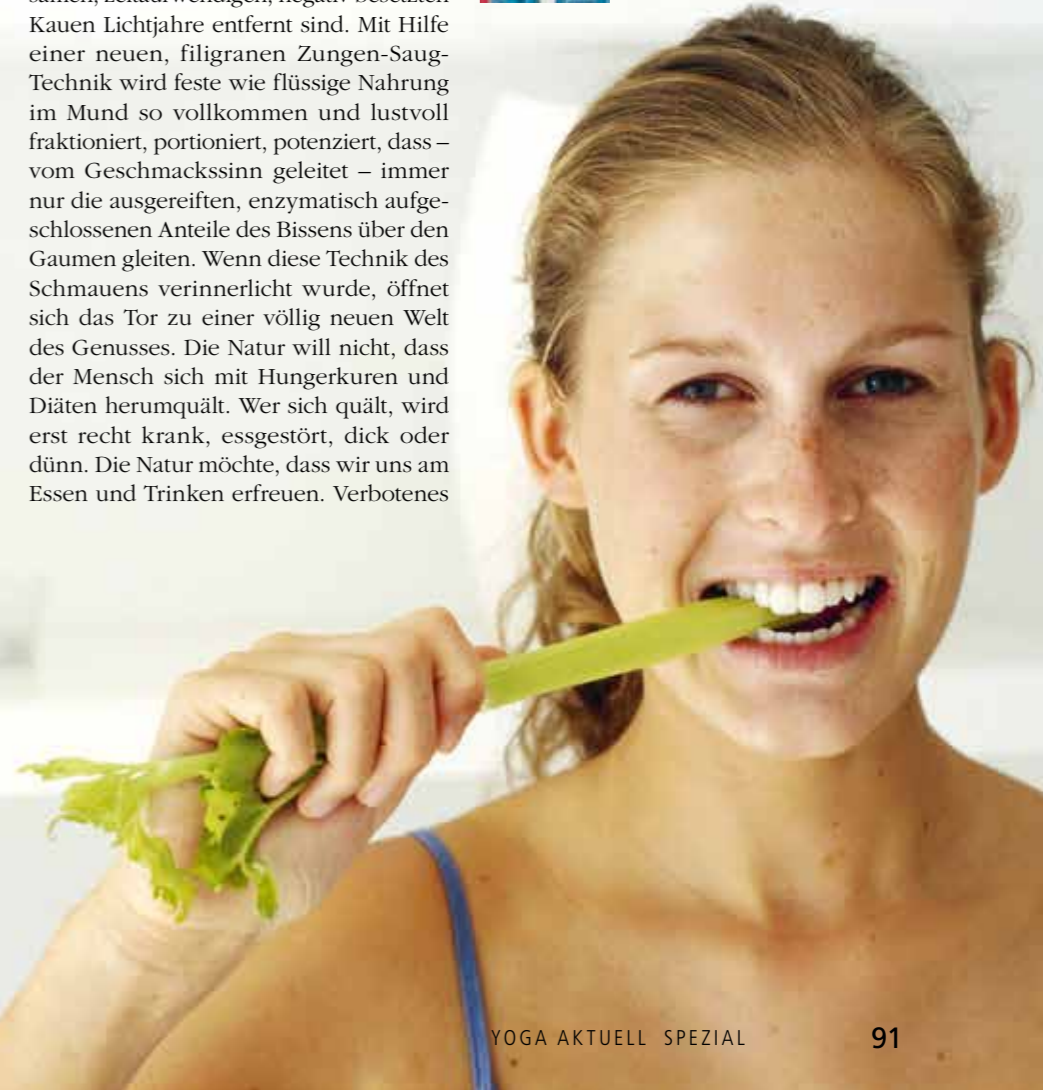 samen, zeitaufwendigen, negativ besetzten
Kauen Lichtjahre entfernt sind. Mit Hilfe
einer neuen, filigranen Zungen-Saug-
Technik wird feste wie flüssige Nahrung
im Mund so vollkommen und lustvoll
fraktioniert, portioniert, potenziert, dass –
vom Geschmackssinn geleitet – immer
nur die ausgereiften, enzymatisch aufge-
schlossenen Anteile des Bissens über den
Gaumen gleiten. Wenn diese Technik des
Schmauens verinnerlicht wurde, öffnet
sich das Tor zu einer völlig neuen Welt
des Genusses. Die Natur will nicht, dass
der Mensch sich mit Hungerkuren und
Diäten herumquält. Wer sich quält, wird
erst recht krank, essgestört, dick oder
dünn. Die Natur möchte, dass wir uns am
Essen und Trinken erfreuen. Verbotenes
YOGA AKTUELL SPEZIAL 91